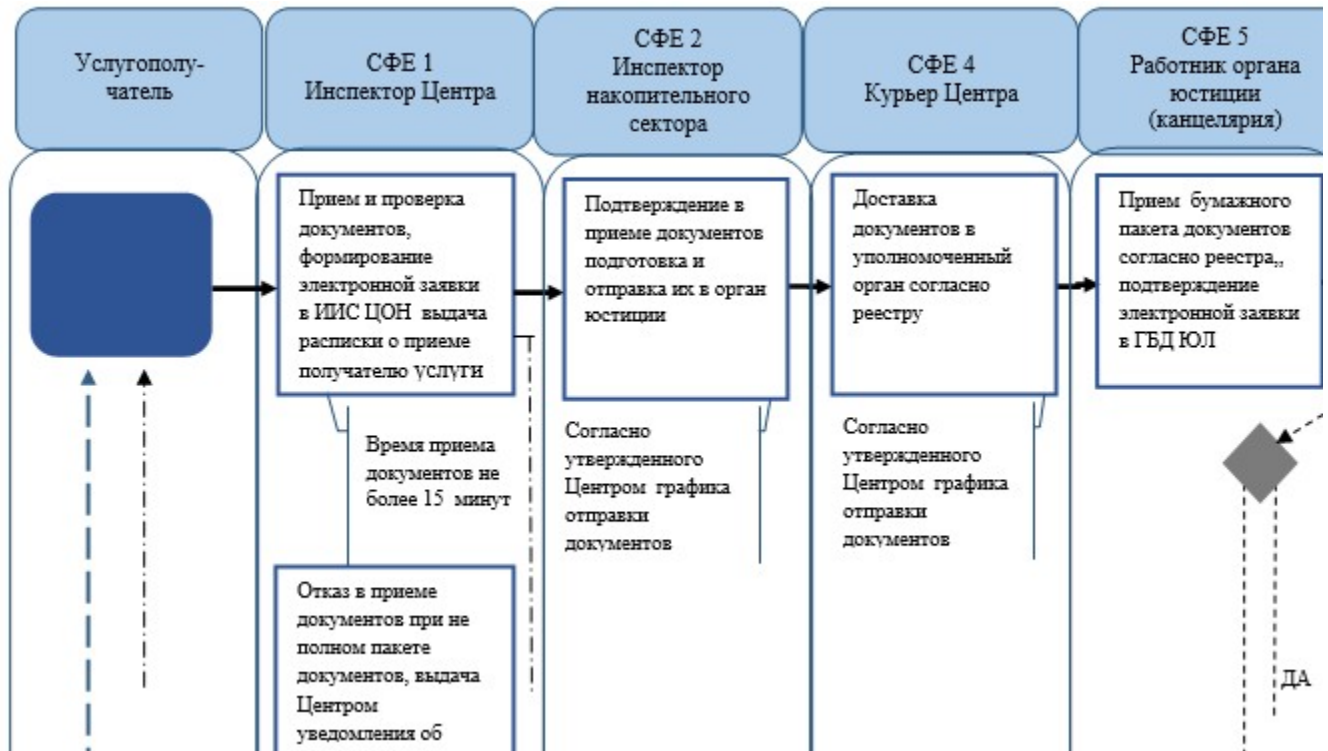 Услугополу-
чатель
СФЕ 1
Инспектор Центра
СФЕ 2
Инспектор
накопительного
сектора
СФЕ 4
Курьер Центра
СФЕ 5
Работник органа
юстиции
(канцелярия)
Прием и проверка
документов,
формирование
электронной заявки
в ИИС ЦОН выдача
расписки о приеме
получателю услуги
Подтверждение в
приеме документов
подготовка и
отправка их в орган
юстиции
Доставка
документов в
уполномоченный
орган согласно
реестру
Прием бумажного
пакета документов
согласно реестра,,
подтверждение
электронной заявки
в ГБД ЮЛ
Время приема
документов не
более 15 минут
Согласно
утвержденного
Центром графика
отправки
документов
Согласно
утвержденного
Центром графика
отправки
документов
Отказ в приеме
документов при не
полном пакете
документов, выдача
Центром
уведомления об
ДА